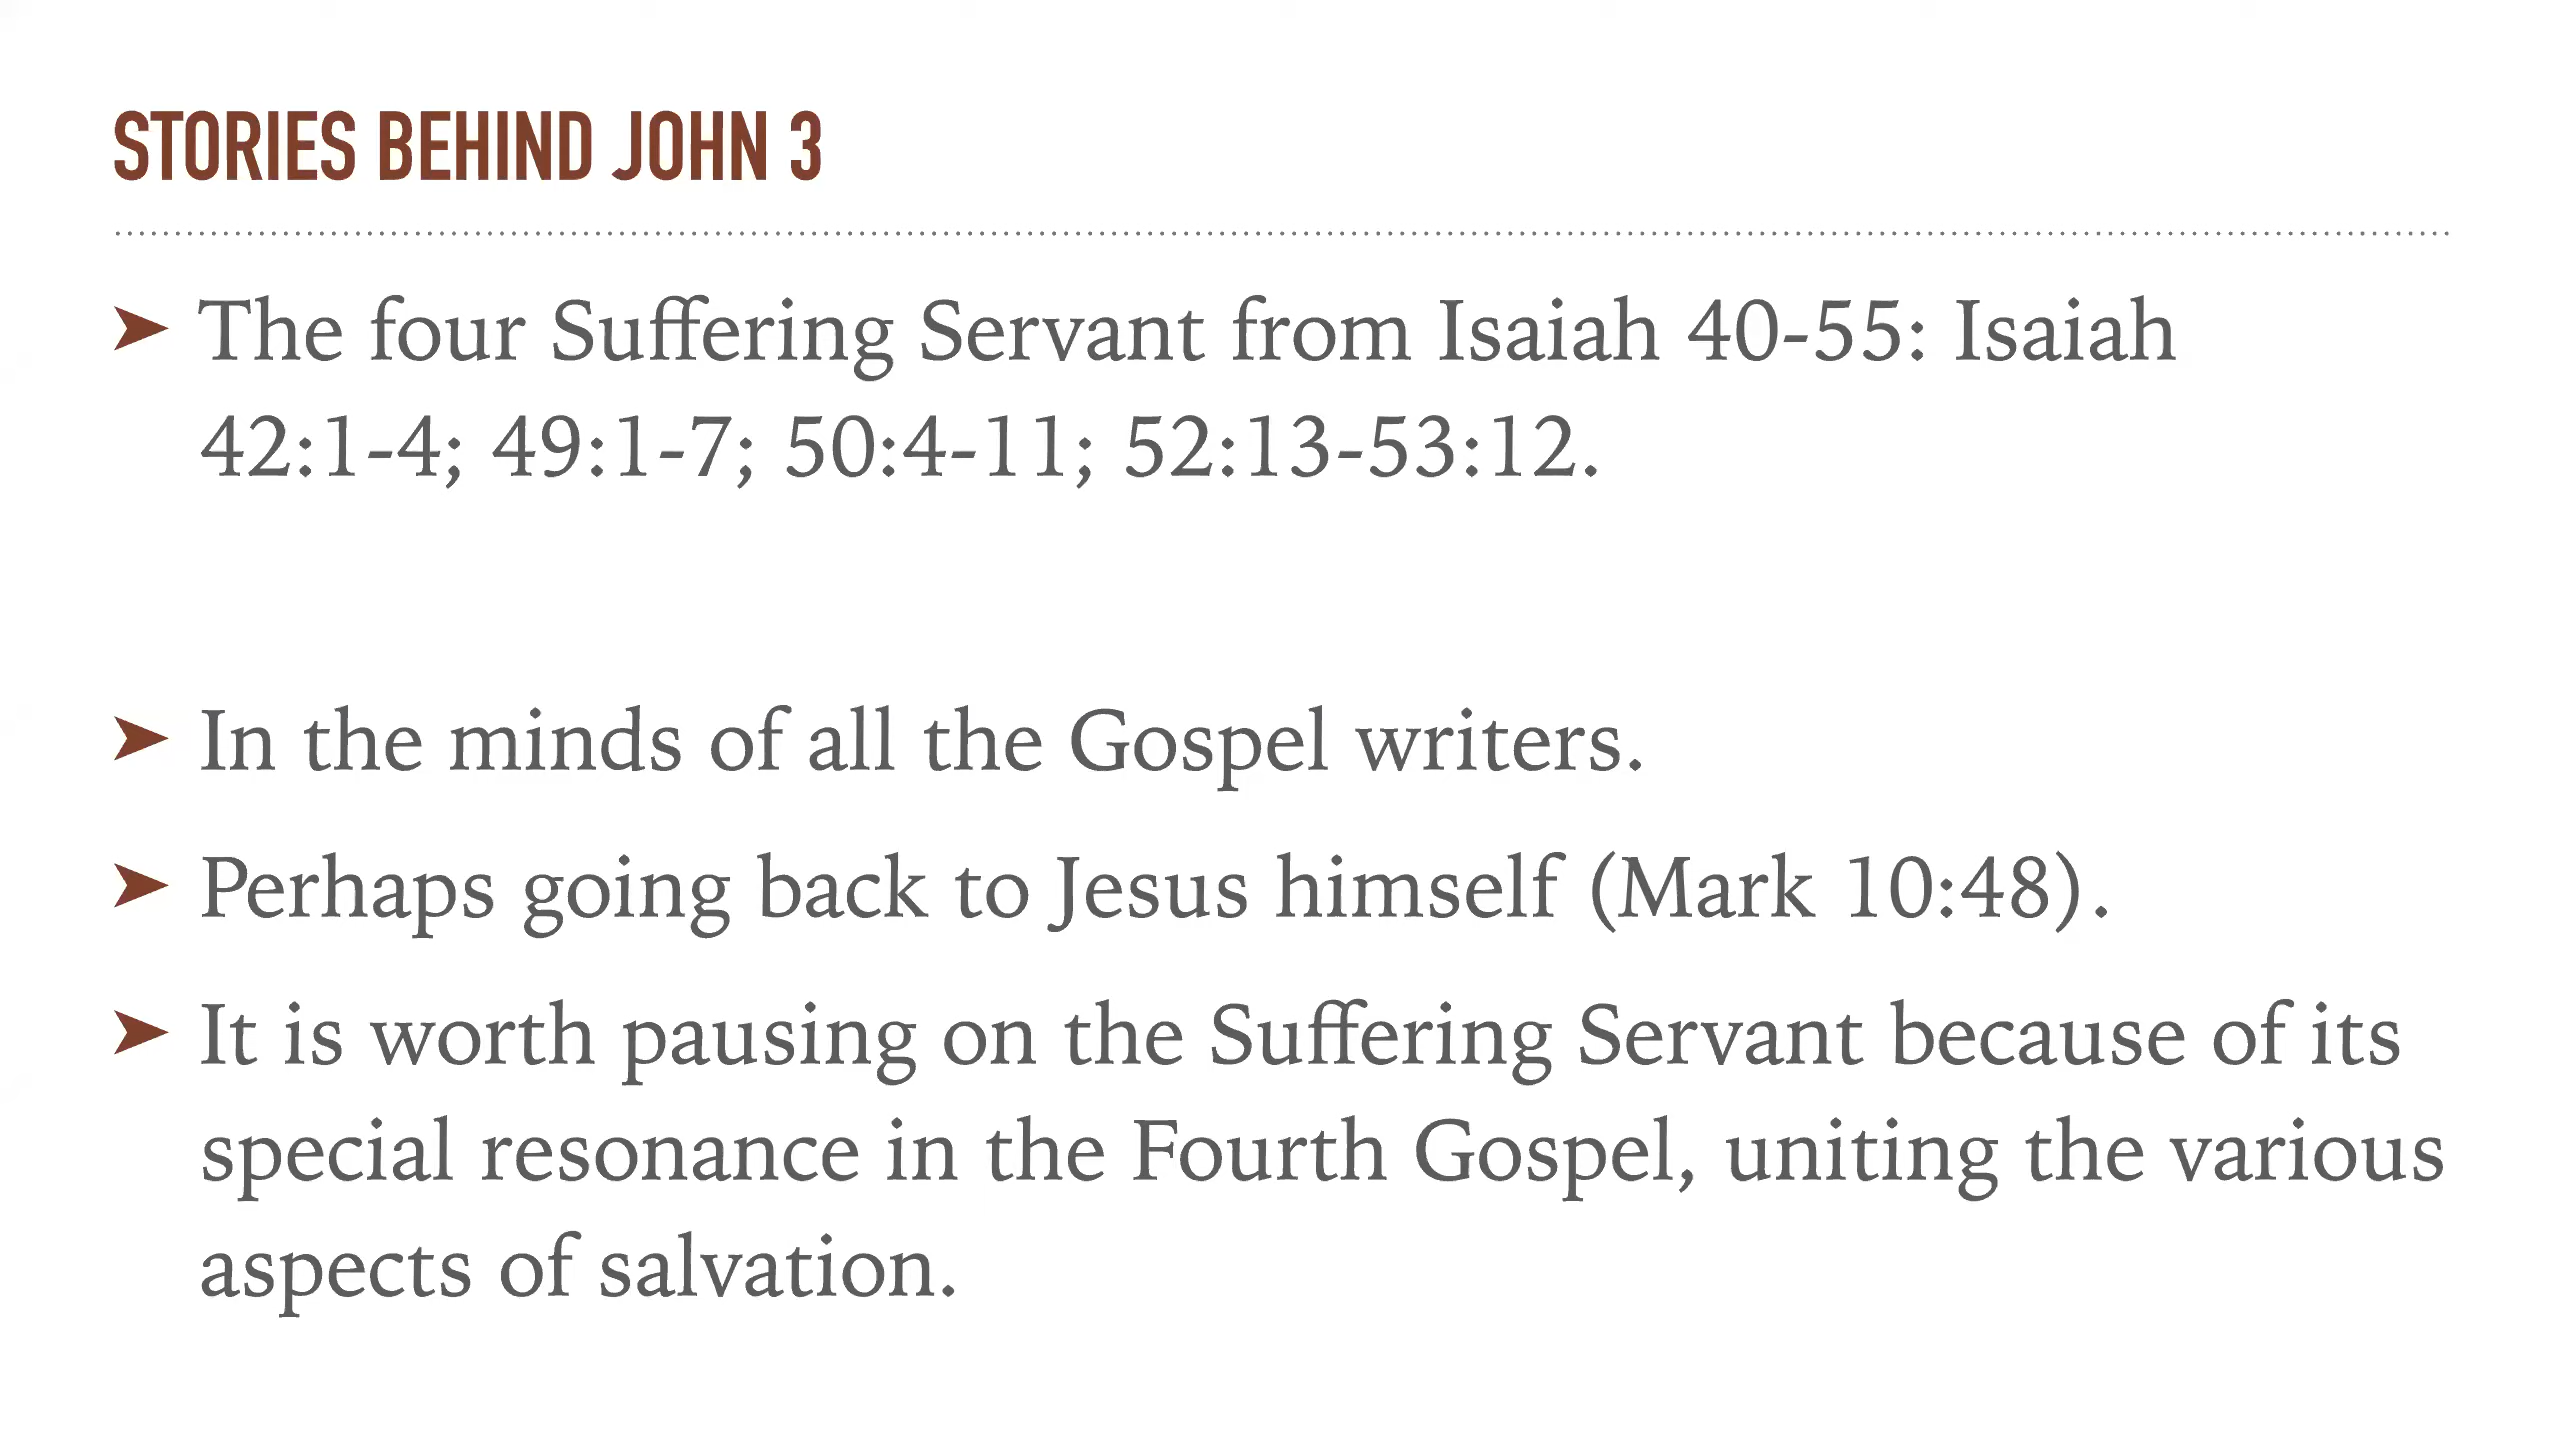 STORIES BEHIND JOHN 3
➤ The four Suffering Servant from Isaiah 40-55: Isaiah
42:1-4; 49:1-7; 50:4-11; 52:13-53:12.
➤ In the minds of all the Gospel writers.
➤ Perhaps going back to Jesus himself (Mark 10:48).
➤ It is worth pausing on the Suffering Servant because of its
special resonance in the Fourth Gospel, uniting the various
aspects of salvation.